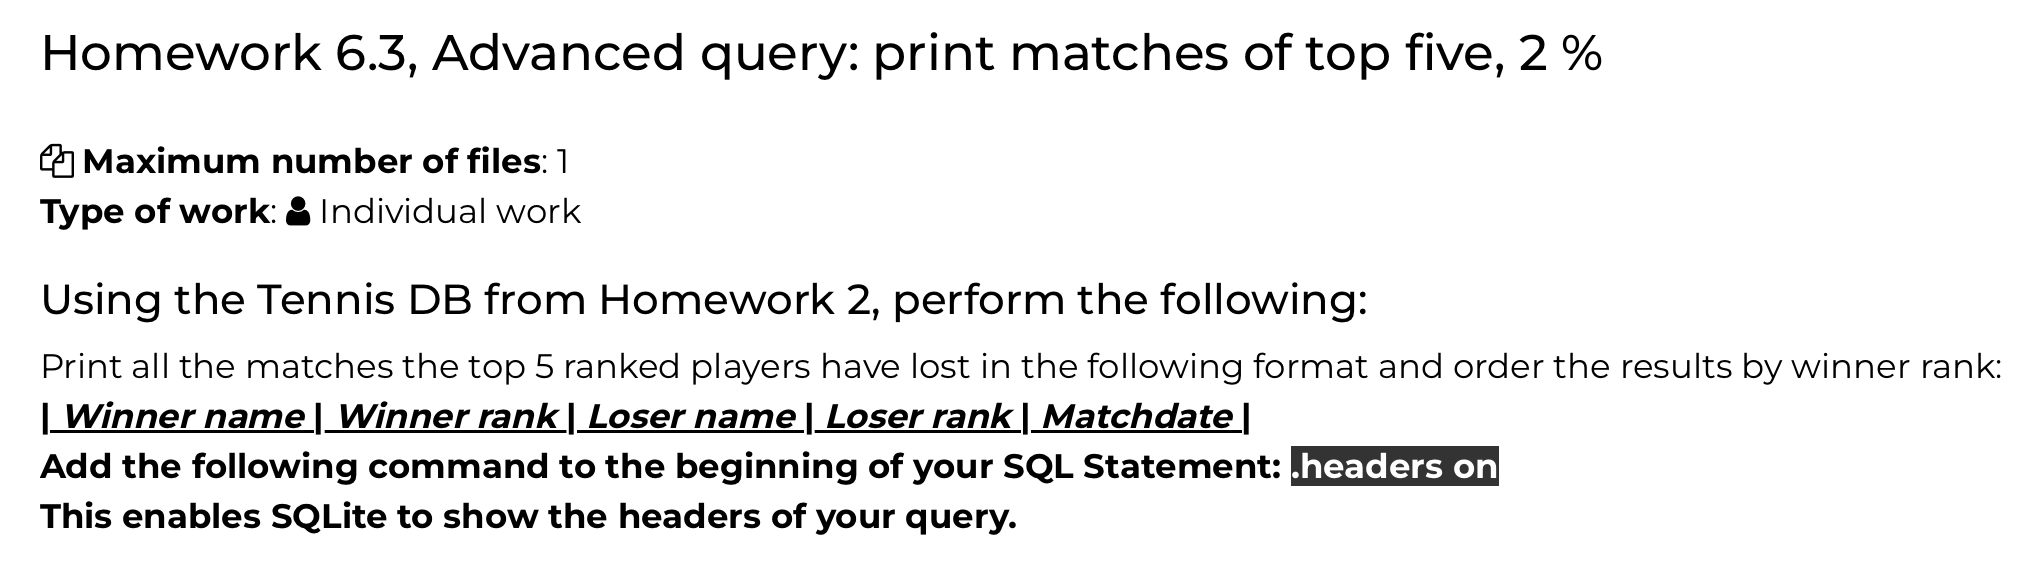 Homework 6.3, Advanced query: print matches of top five, 2 %
Maximum number of files: 1
Type of work: Individual work
Using the Tennis DB from Homework 2, perform the following:
Print all the matches the top 5 ranked players have lost in the following format and order the results by winner rank:
| Winner name | Winner rank | Loser name | Loser rank | Matchdate |
Add the following command to the beginning of your SQL Statement: .headers on
This enables SQLite to show the headers of your query.